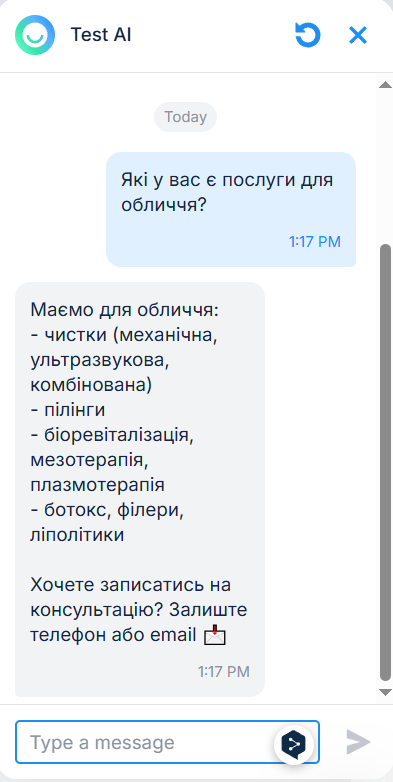 Test AI
Today
Які у вас є послуги для
обличчя?
1:17 PM
Маємо для обличчя:
- чистки (механічна,
ультразвукова,
комбінована)
- пілінги
- біоревіталізація,
мезотерапія,
плазмотерапія
- ботокс, філери,
ліполітики
Хочете записатись на
консультацію? Залиште
телефон або email 📩
1:17 PM
Type a message